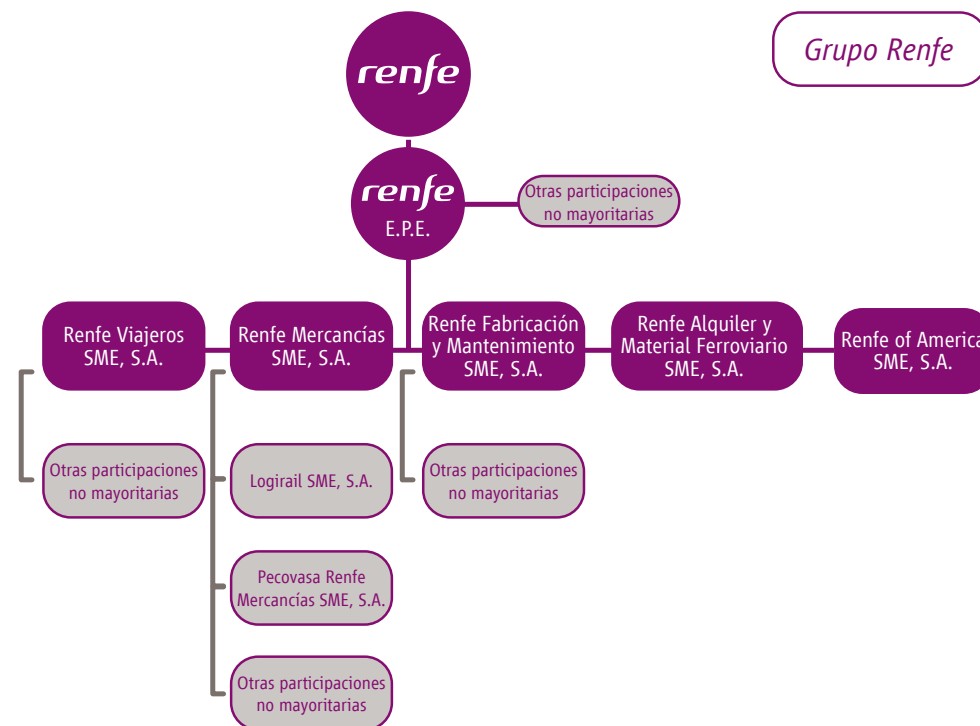 renfe
Grupo Renfe
renfe
E.P.E.
Otras participaciones
no mayoritarias
Renfe Viajeros
SME, S.A.
Renfe Mercancías
SME, S.A.
Renfe Fabricación
y Mantenimiento
SME, S.A.
Renfe Alquiler y
Material Ferroviario
SME, S.A.
Renfe of America
SME, S.A.
Otras participaciones
no mayoritarias
Logirail SME, S.A.
Otras participaciones
no mayoritarias
Pecovasa Renfe
Mercancías SME, S.A.
Otras participaciones
no mayoritarias